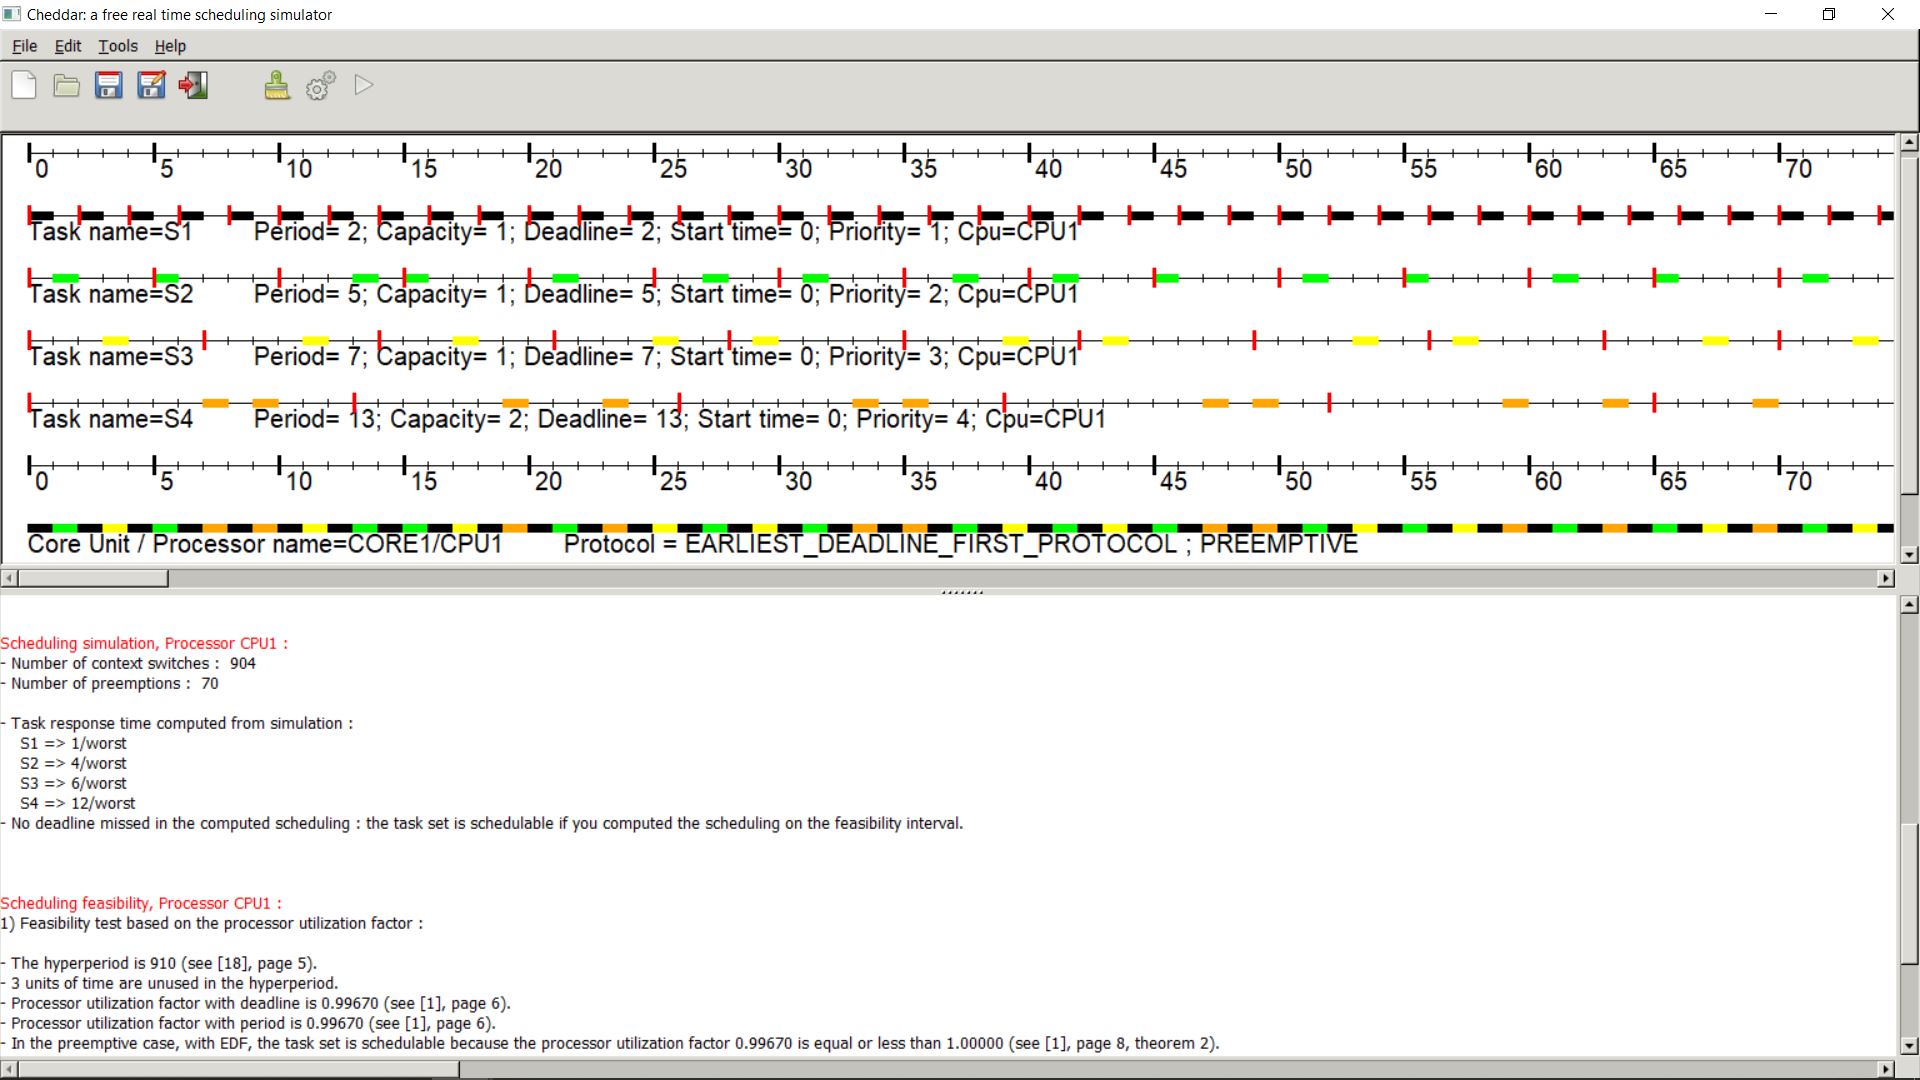 Cheddar: a free real time scheduling simulator
File Edit Tools Help
0 5 10 15 20 25 30 35 40 45 50 55 60 65 70
Task name=S1 Period= 2; Capacity= 1; Deadline= 2; Start time= 0; Priority= 1; Cpu=CPU1
Task name=S2 Period= 5; Capacity= 1; Deadline= 5; Start time= 0; Priority= 2; Cpu=CPU1
Task name=S3 Period= 7; Capacity= 1; Deadline= 7; Start time= 0; Priority= 3; Cpu=CPU1
Task name=S4 Period= 13; Capacity= 2; Deadline= 13; Start time= 0; Priority= 4; Cpu=CPU1
0 5 10 15 20 25 30 35 40 45 50 55 60 65 70
Core Unit / Processor name=CORE1/CPU1 Protocol = EARLIEST_DEADLINE_FIRST_PROTOCOL ; PREEMPTIVE
Scheduling simulation, Processor CPU1 :
- Number of context switches : 904
- Number of preemptions : 70
- Task response time computed from simulation :
S1 => 1/worst
S2 => 4/worst
S3 => 6/worst
S4 => 12/worst
- No deadline missed in the computed scheduling : the task set is schedulable if you computed the scheduling on the feasibility interval.
Scheduling feasibility, Processor CPU1 :
1) Feasibility test based on the processor utilization factor :
- The hyperperiod is 910 (see [18], page 5).
- 3 units of time are unused in the hyperperiod.
- Processor utilization factor with deadline is 0.99670 (see [1], page 6).
- Processor utilization factor with period is 0.99670 (see [1], page 6).
- In the preemptive case, with EDF, the task set is schedulable because the processor utilization factor 0.99670 is equal or less than 1.00000 (see [1], page 8, theorem 2).